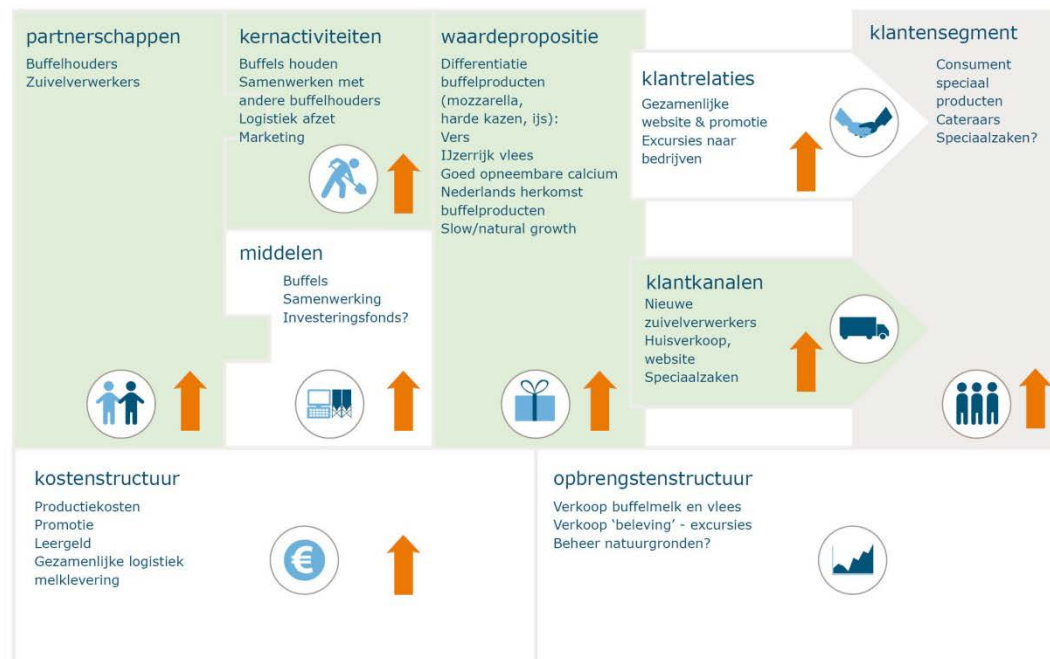 partnerschappen
Buffelhouders
Zuivelverwerkers
kernactiviteiten
Buffels houden
Samenwerken met
andere buffelhouders
Logistiek afzet
Marketing
middelen
Buffels
Samenwerking
Investeringsfonds?
waardepropositie
Differentiatie
buffelproducten
(mozzarella,
harde kazen, ijs):
Vers
IJzerrijk vlees
Goed opneembare calcium
Nederlands herkomst
buffelproducten
Slow/natural growth
klantrelaties
Gezamenlijke
website & promotie
Excursies naar
bedrijven
klantkanalen
Nieuwe
zuivelverwerkers
Huisverkoop,
website
Speciaalzaken
klantensegment
Consument
speciaal
producten
Cateraars
Speciaalzaken?
kostenstructuur
Productiekosten
Promotie
Leergeld
Gezamenlijke logistiek
melklevering
€
opbrengstenstructuur
Verkoop buffelmelk en vlees
Verkoop ‘beleving’ - excursies
Beheer natuurgronden?